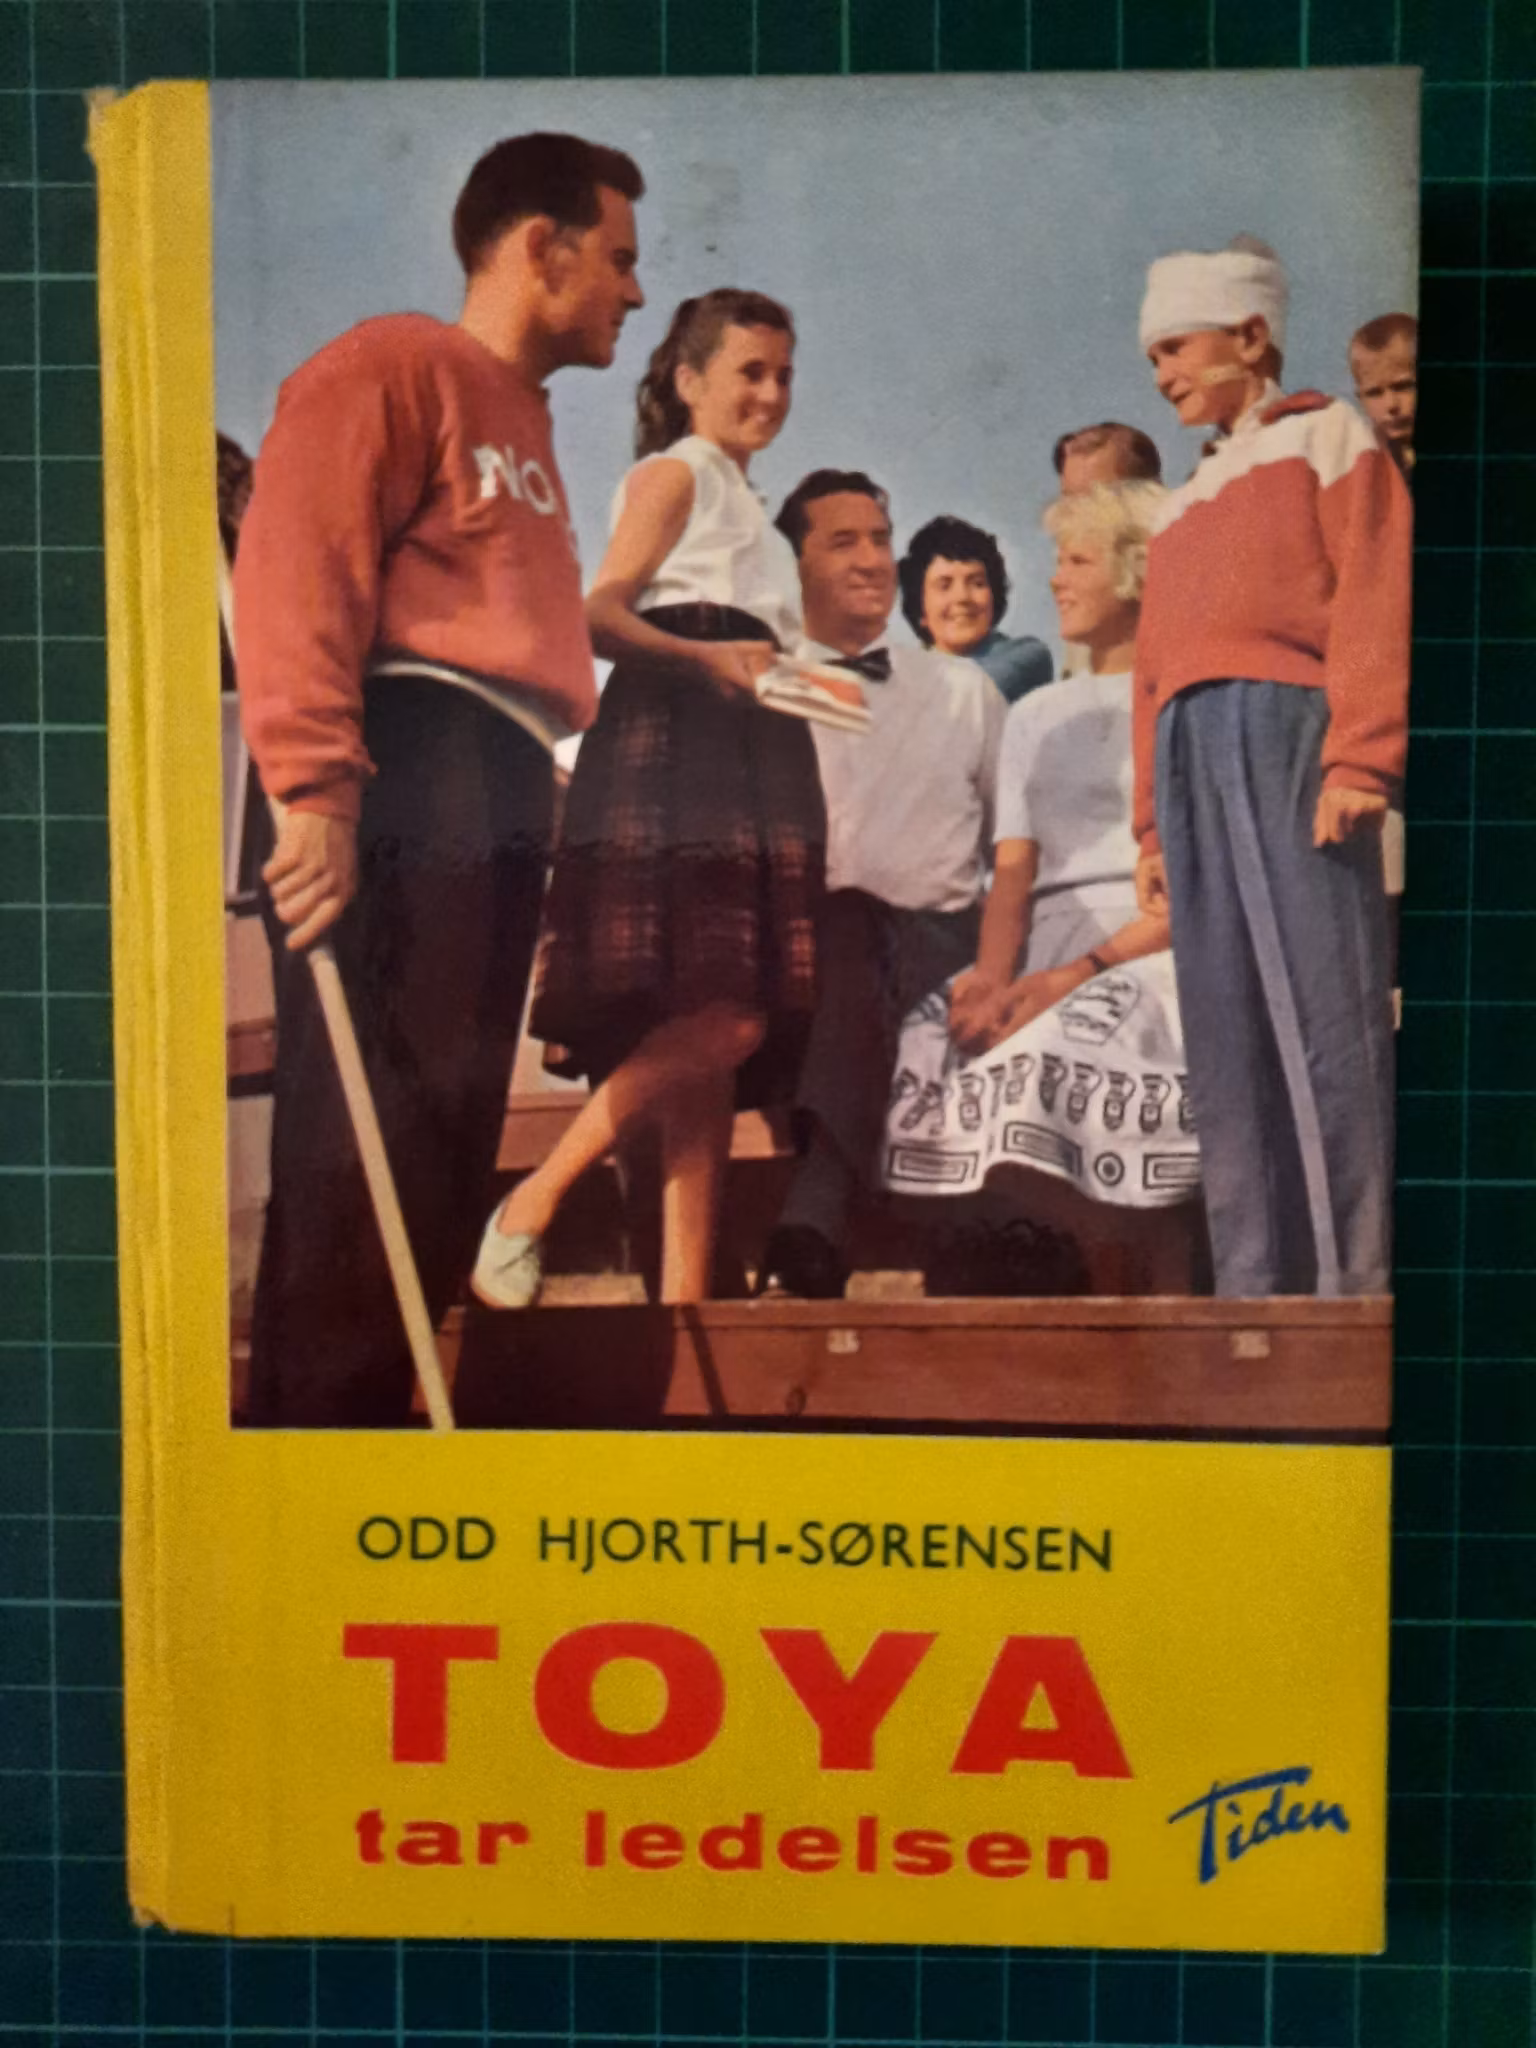 NO
ODD HJORTH-SØRENSEN
TOYA
tar ledelsen
Tiden